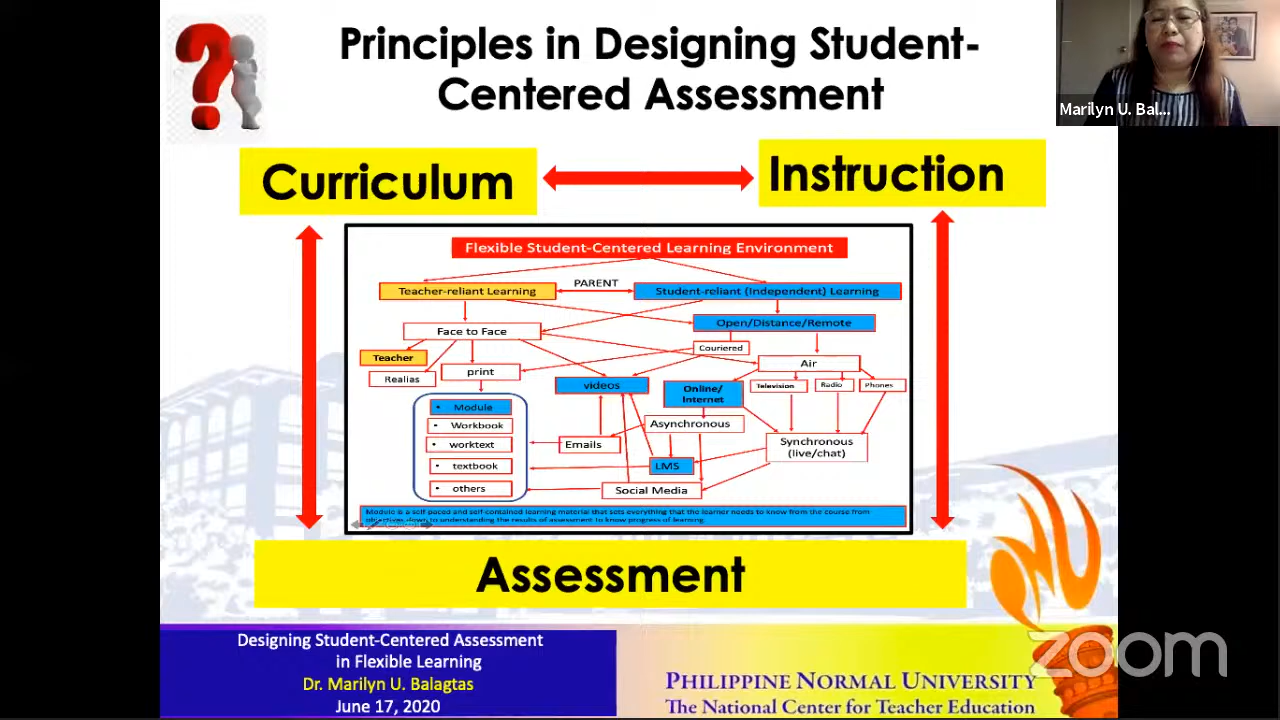 Principles in Designing Student-
Centered Assessment
Marilyn U. Bal...
Curriculum
Instruction
Flexible Student-Centered Learning Environment
Teacher-reliant Learning
PARENT
Student-reliant (Independent) Learning
Face to Face
Open/Distance/Remote
Couriered
Teacher
Realias
print
Air
videos
Online/
Internet
Television
Radio
Phones
• Module
• Workbook
• worktext
• textbook
• others
Asynchronous
Emails
Synchronous
(live/chat)
LMS
Social Media
Module is a self-paced and self-contained learning material that sets everything that the learner needs to know from the course from
objectives down to understanding the results of assessment to know progress of learning.
Assessment
PNU
Designing Student-Centered Assessment
in Flexible Learning
Dr. Marilyn U. Balagtas
June 17, 2020
PHILIPPINE NORMAL UNIVERSITY
The National Center for Teacher Education
zoom